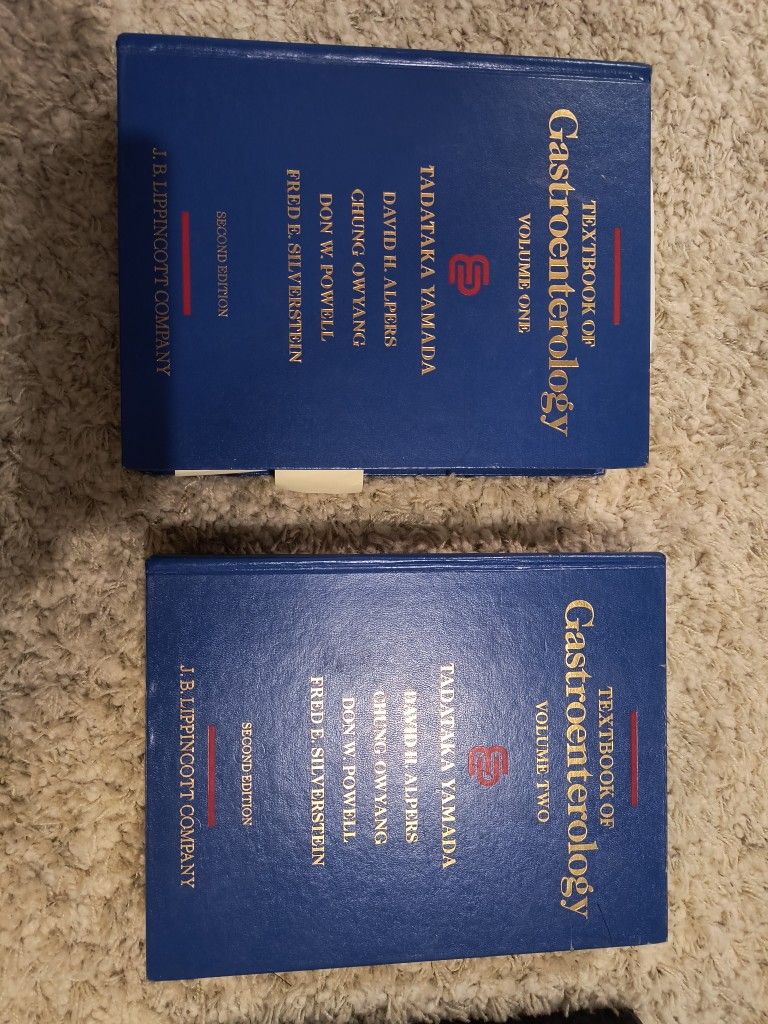 TEXTBOOK OF
Gastroenterology
VOLUME ONE
TADATAKA YAMADA
DAVID H. ALPERS
CHUNG OWYANG
DON W. POWELL
FRED E. SILVERSTEIN
SECOND EDITION
J. B. LIPPINCOTT COMPANY
TEXTBOOK OF
Gastroenterology
VOLUME TWO
TADATAKA YAMADA
DAVID H. ALPERS
CHUNG OWYANG
DON W. POWELL
FRED E. SILVERSTEIN
SECOND EDITION
J. B. LIPPINCOTT COMPANY